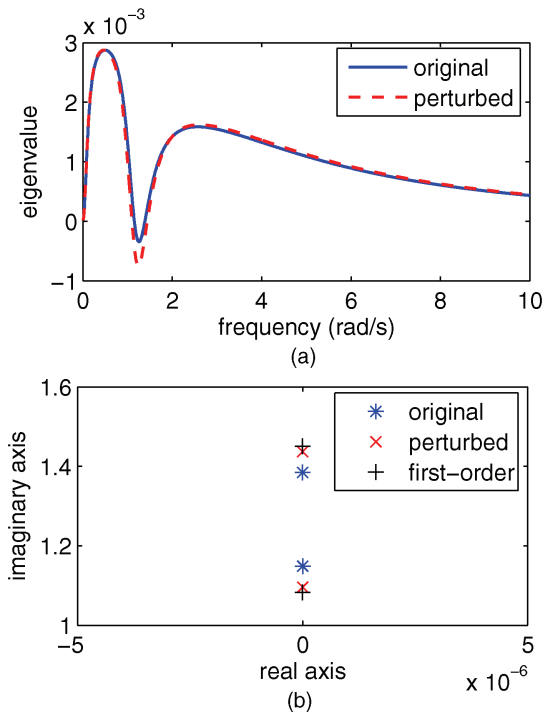 x 10⁻³
3
2
1
0
−1
eigenvalue
original
perturbed
0 2 4 6 8 10
frequency (rad/s)
(a)
1.6
1.4
1.2
1
imaginary axis
original
perturbed
first−order
−5 0 5
real axis
x 10⁻⁶
(b)